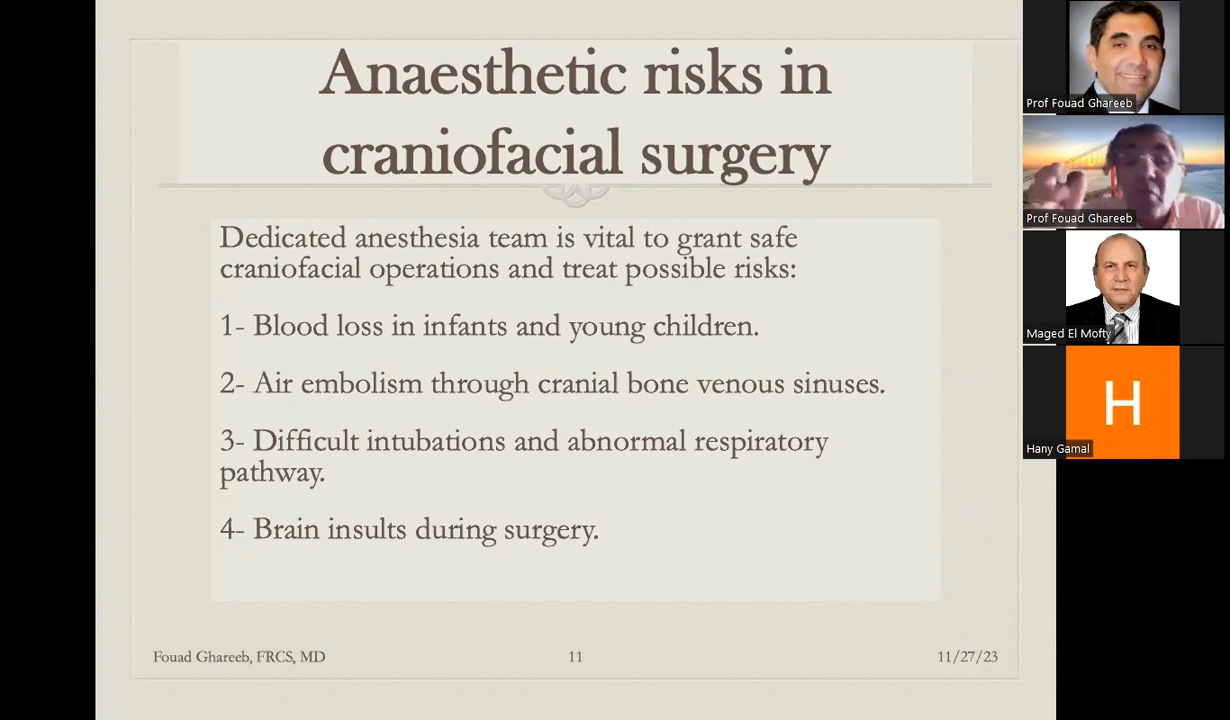 Anaesthetic risks in
craniofacial surgery
Dedicated anesthesia team is vital to grant safe
craniofacial operations and treat possible risks:
1- Blood loss in infants and young children.
2- Air embolism through cranial bone venous sinuses.
3- Difficult intubations and abnormal respiratory
pathway.
4- Brain insults during surgery.
Fouad Ghareeb, FRCS, MD
11
11/27/23
Prof Fouad Ghareeb
Prof Fouad Ghareeb
Maged El Mofty
H
Hany Gamal